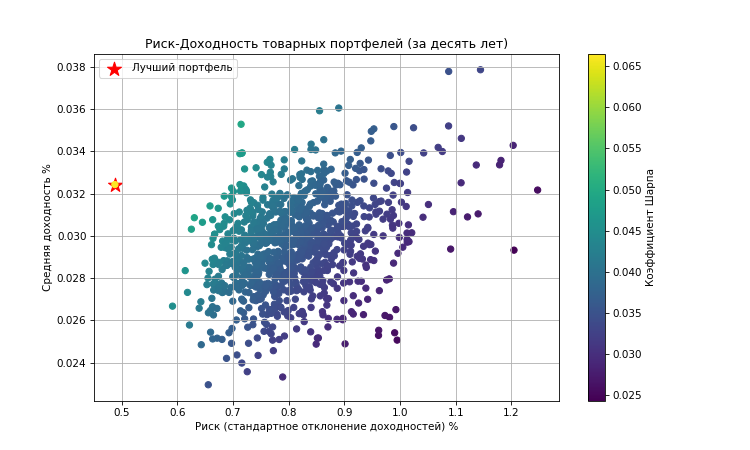 Риск-Доходность товарных портфелей (за десять лет)
Лучший портфель
Средняя доходность %
0.038
0.036
0.034
0.032
0.030
0.028
0.026
0.024
0.5 0.6 0.7 0.8 0.9 1.0 1.1 1.2
Риск (стандартное отклонение доходностей) %
0.065
0.060
0.055
0.050
0.045
0.040
0.035
0.030
0.025
Коэффициент Шарпа